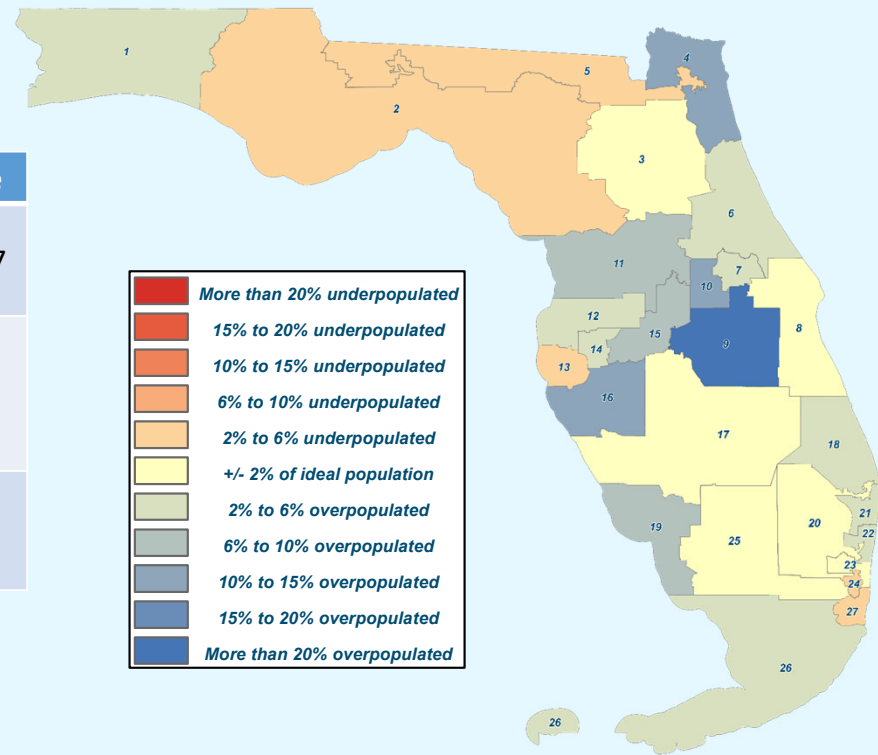 e
7
1
2
5
4
3
6
11
7
10
8
12
9
15
14
13
16
17
18
19
20
21
22
25
23
24
27
26
26
More than 20% underpopulated
15% to 20% underpopulated
10% to 15% underpopulated
6% to 10% underpopulated
2% to 6% underpopulated
+/- 2% of ideal population
2% to 6% overpopulated
6% to 10% overpopulated
10% to 15% overpopulated
15% to 20% overpopulated
More than 20% overpopulated